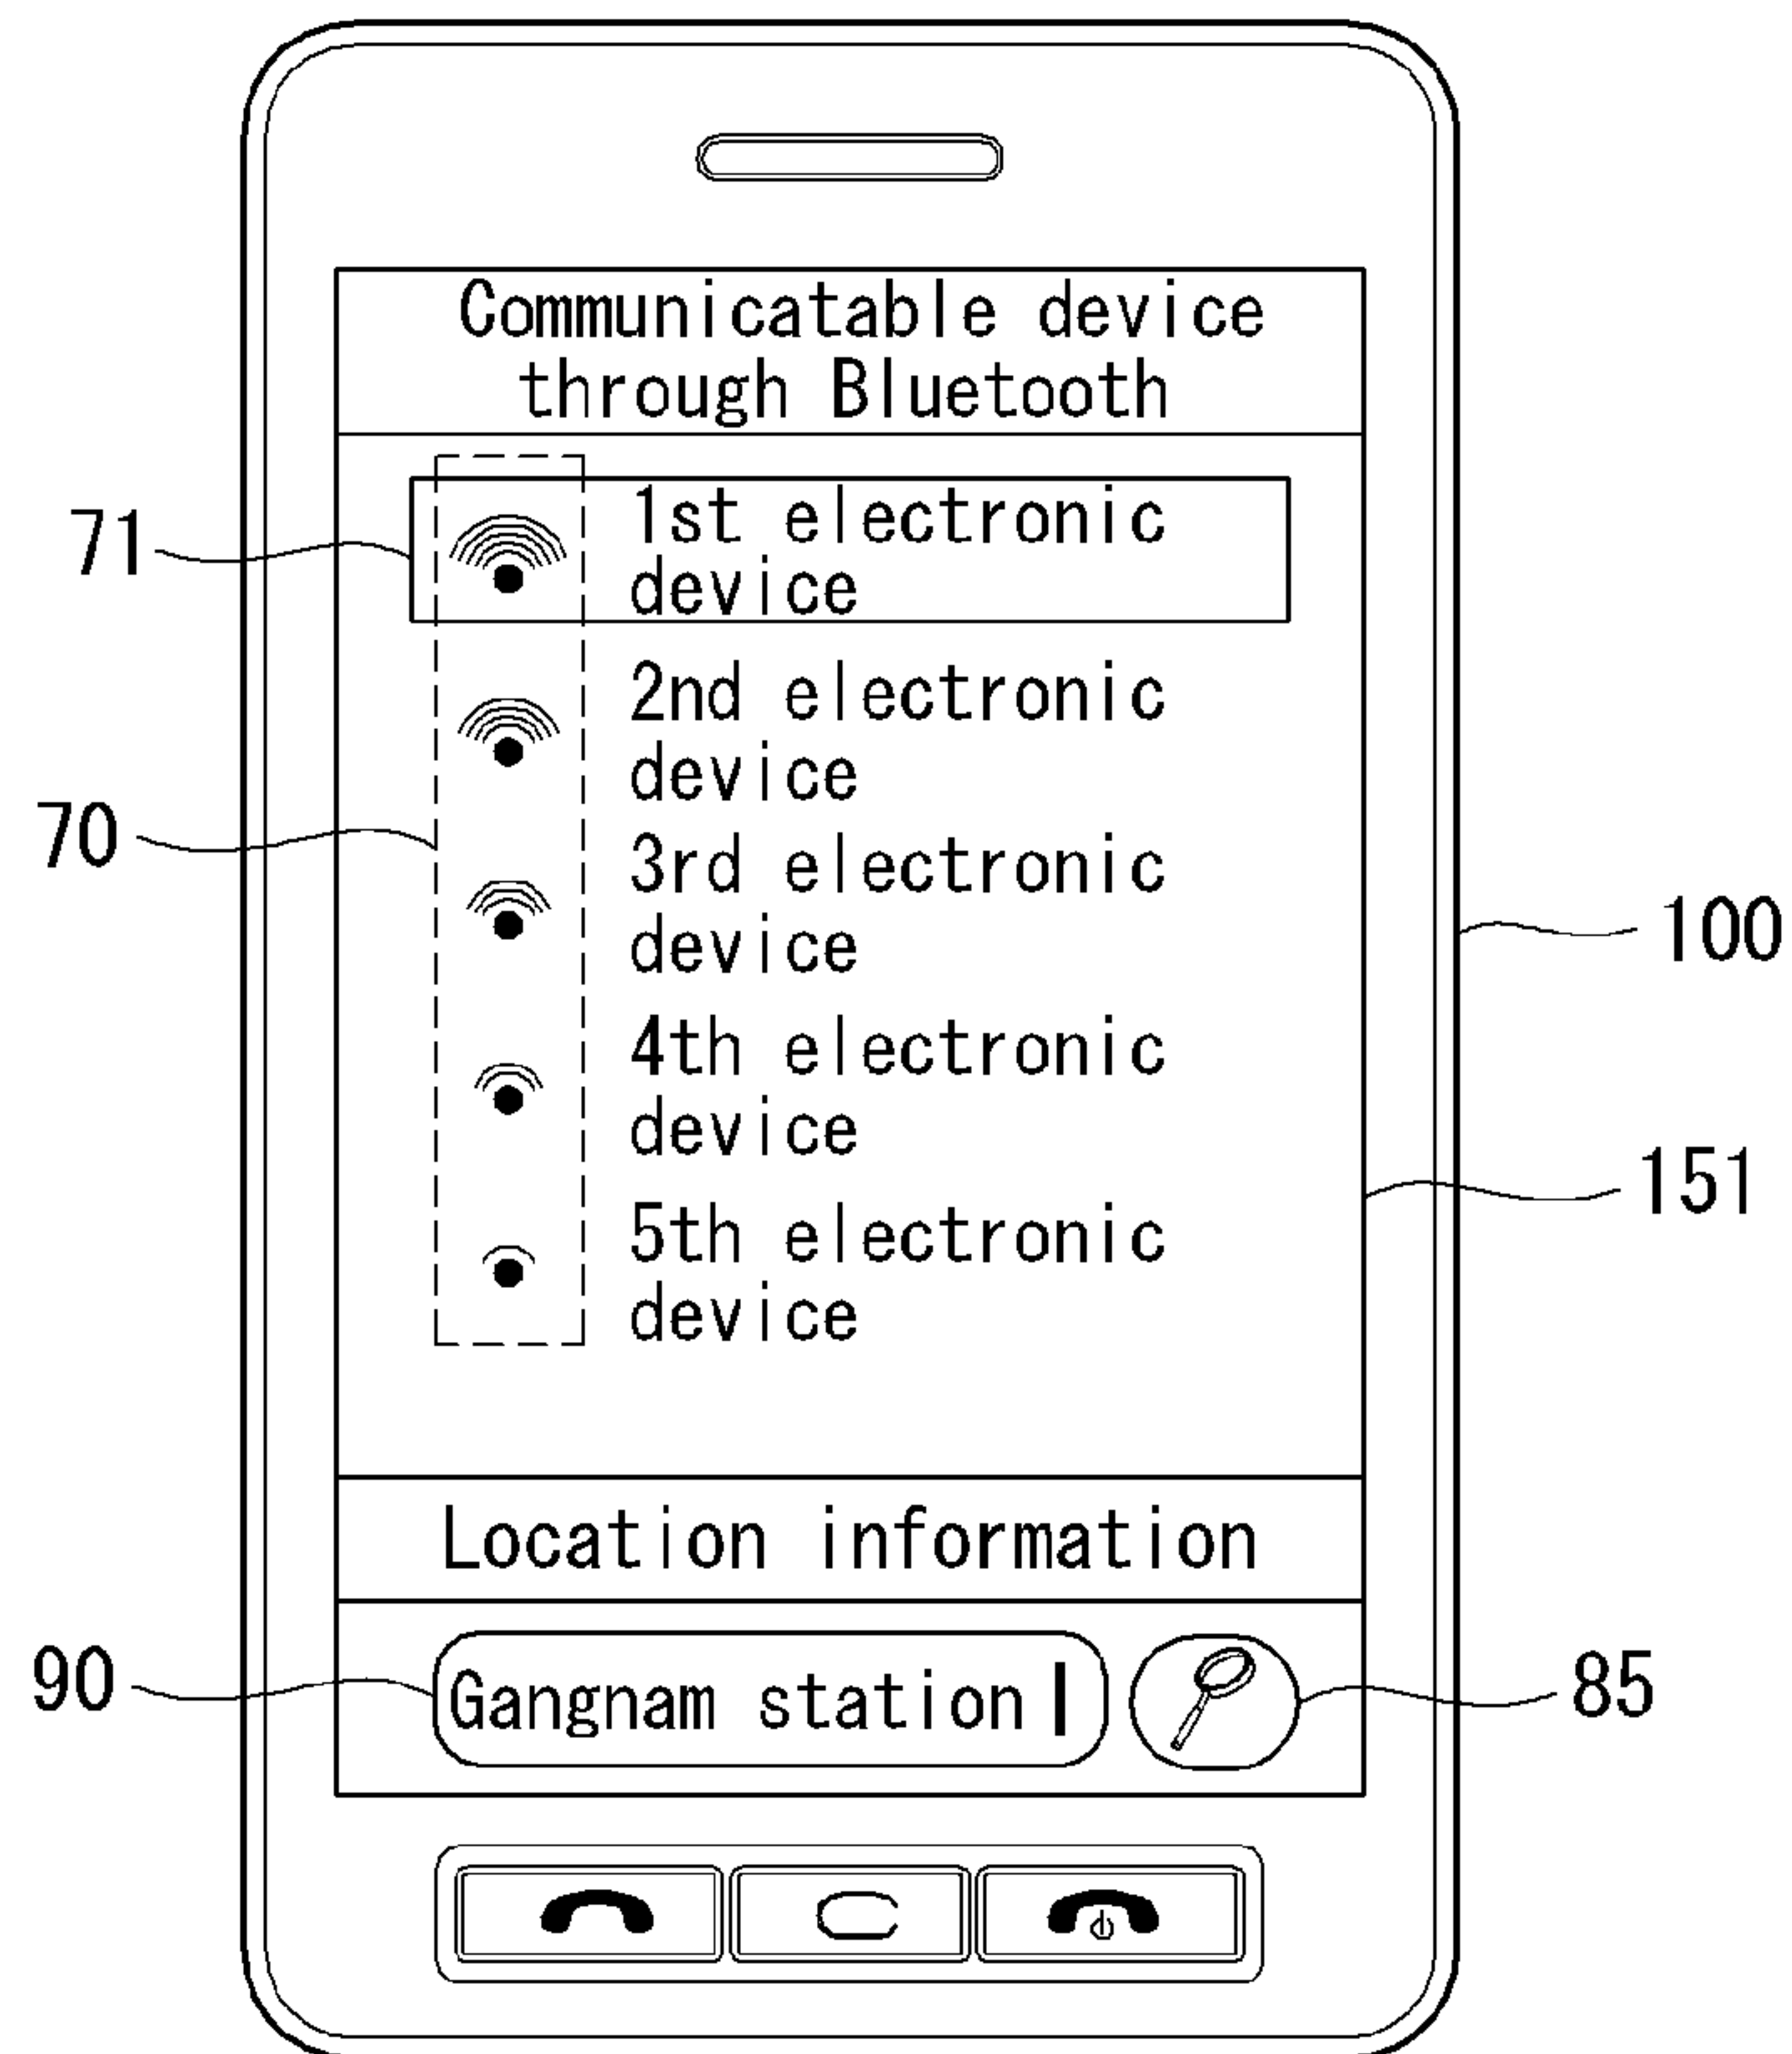 Communicatable device
through Bluetooth
71
1st electronic
device
2nd electronic
device
70
3rd electronic
device
100
4th electronic
device
151
5th electronic
device
Location information
90
Gangnam station
85
C